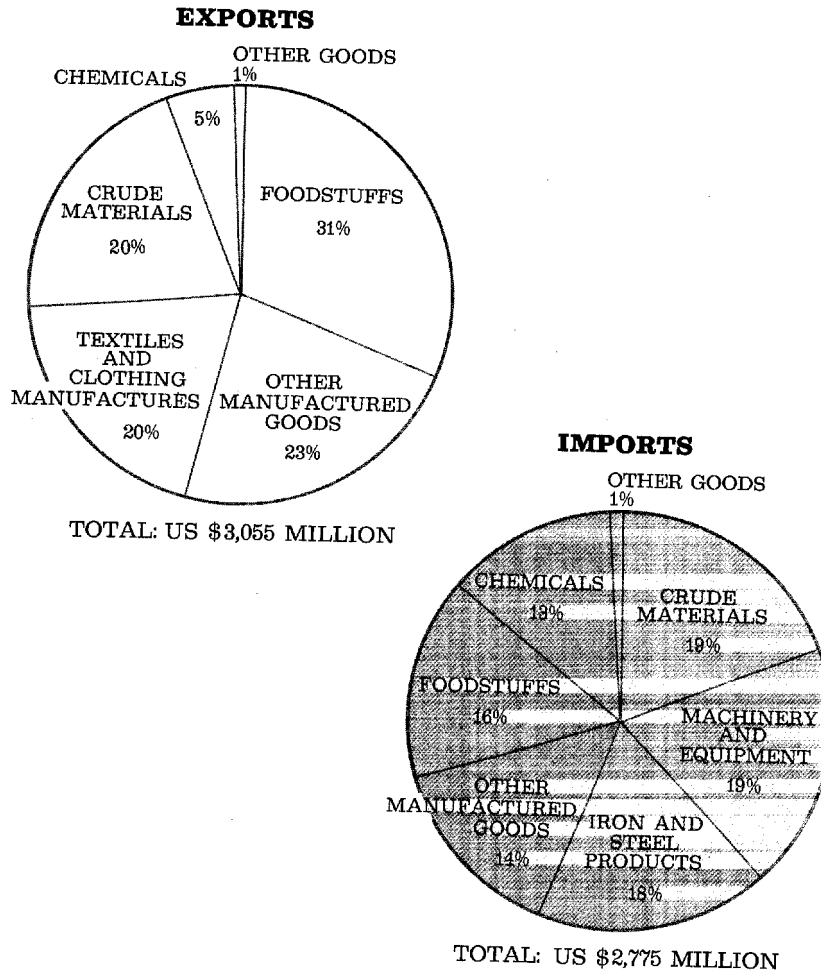 EXPORTS
OTHER GOODS
1%
CHEMICALS
5%
FOODSTUFFS
31%
CRUDE
MATERIALS
20%
TEXTILES
AND
CLOTHING
MANUFACTURES
20%
OTHER
MANUFACTURED
GOODS
23%
TOTAL: US $3,055 MILLION
IMPORTS
OTHER GOODS
1%
CHEMICALS
13%
CRUDE
MATERIALS
19%
FOODSTUFFS
16%
MACHINERY
AND
EQUIPMENT
19%
OTHER
MANUFACTURED
GOODS
14%
IRON AND
STEEL
PRODUCTS
18%
TOTAL: US $2,775 MILLION